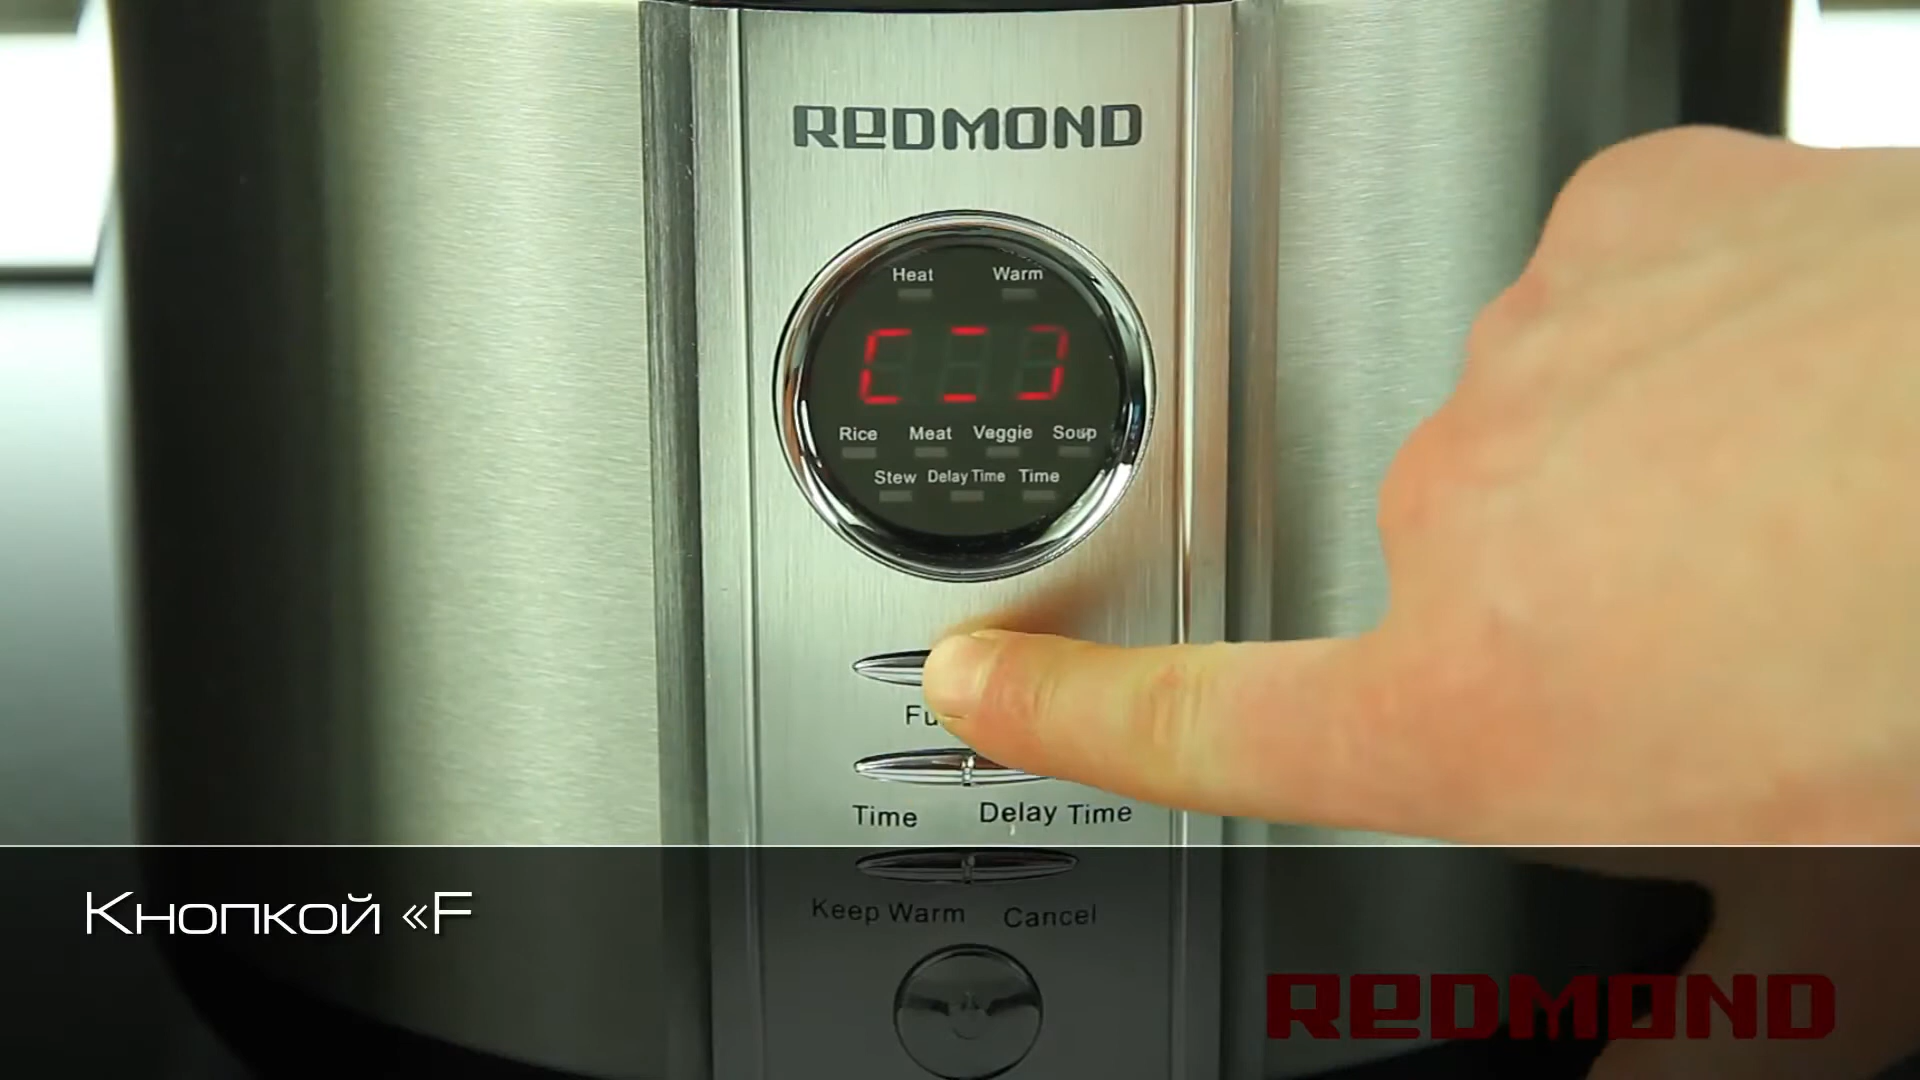 REDMOND
Heat Warm
Rice Meat Veggie Soup
Stew Delay Time Time
Time Delay Time
Keep Warm Cancel
Кнопкой «F
REDMOND